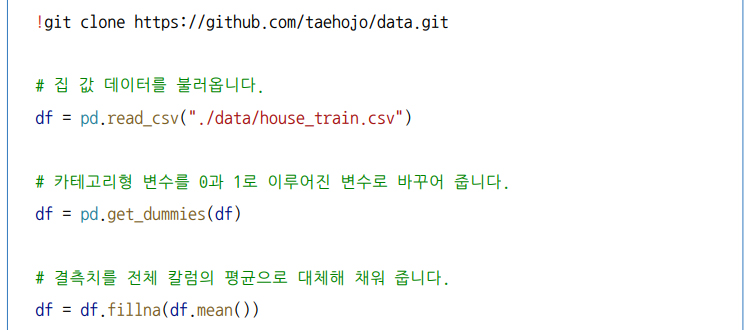 !git clone https://github.com/taehojo/data.git
# 집 값 데이터를 불러옵니다.
df = pd.read_csv("./data/house_train.csv")
# 카테고리형 변수를 0과 1로 이루어진 변수로 바꾸어 줍니다.
df = pd.get_dummies(df)
# 결측치를 전체 칼럼의 평균으로 대체해 채워 줍니다.
df = df.fillna(df.mean())